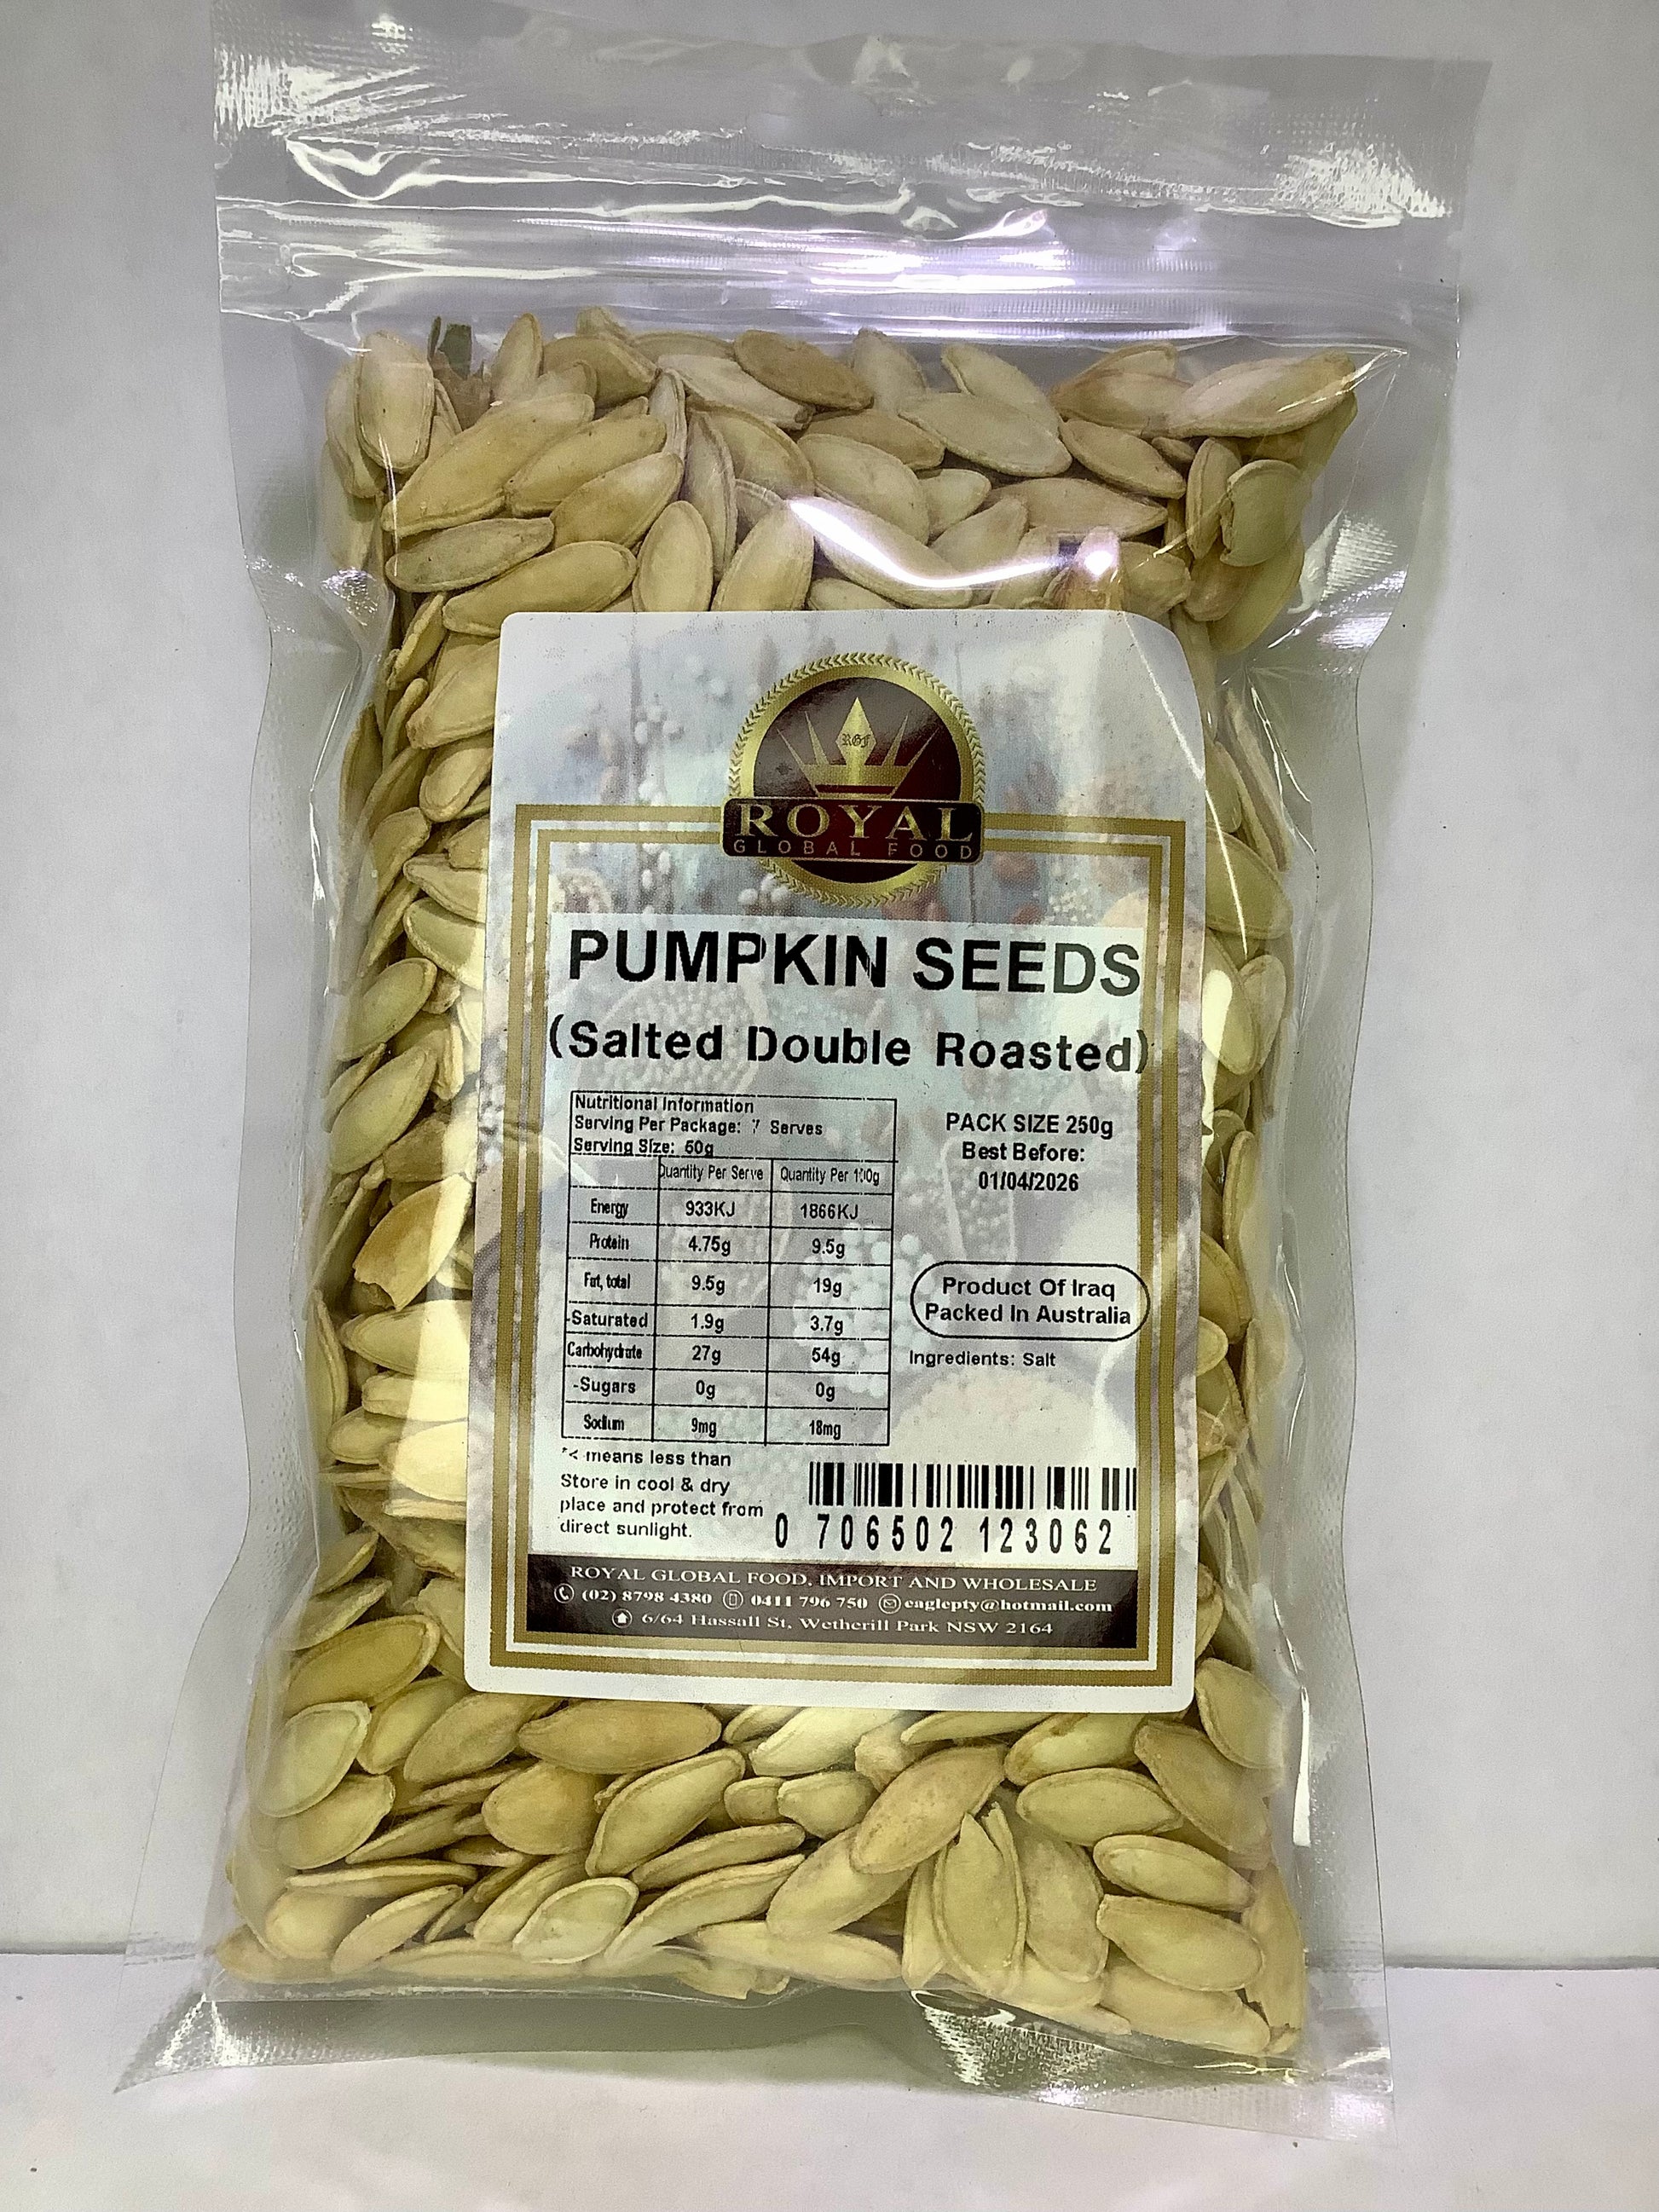 RGF
ROYAL
GLOBAL FOOD
PUMPKIN SEEDS
(Salted Double Roasted)
Nutritional Information
Serving Per Package: 7 Serves
Serving Size: 50g
Quantity Per Serve Quantity Per 100g
Energy 933KJ 1866KJ
Protein 4.75g 9.5g
Fat, total 9.5g 19g
-Saturated 1.9g 3.7g
Carbohydrate 27g 54g
-Sugars 0g 0g
Sodium 9mg 18mg
*< means less than
Store in cool & dry
place and protect from
direct sunlight.
PACK SIZE 250g
Best Before:
01/04/2026
Product Of Iraq
Packed In Australia
Ingredients: Salt
0 706502 123062
ROYAL GLOBAL FOOD, IMPORT AND WHOLESALE
(02) 8798 4380 0411 796 750 eaglepty@hotmail.com
6/64 Hassall St, Wetherill Park NSW 2164